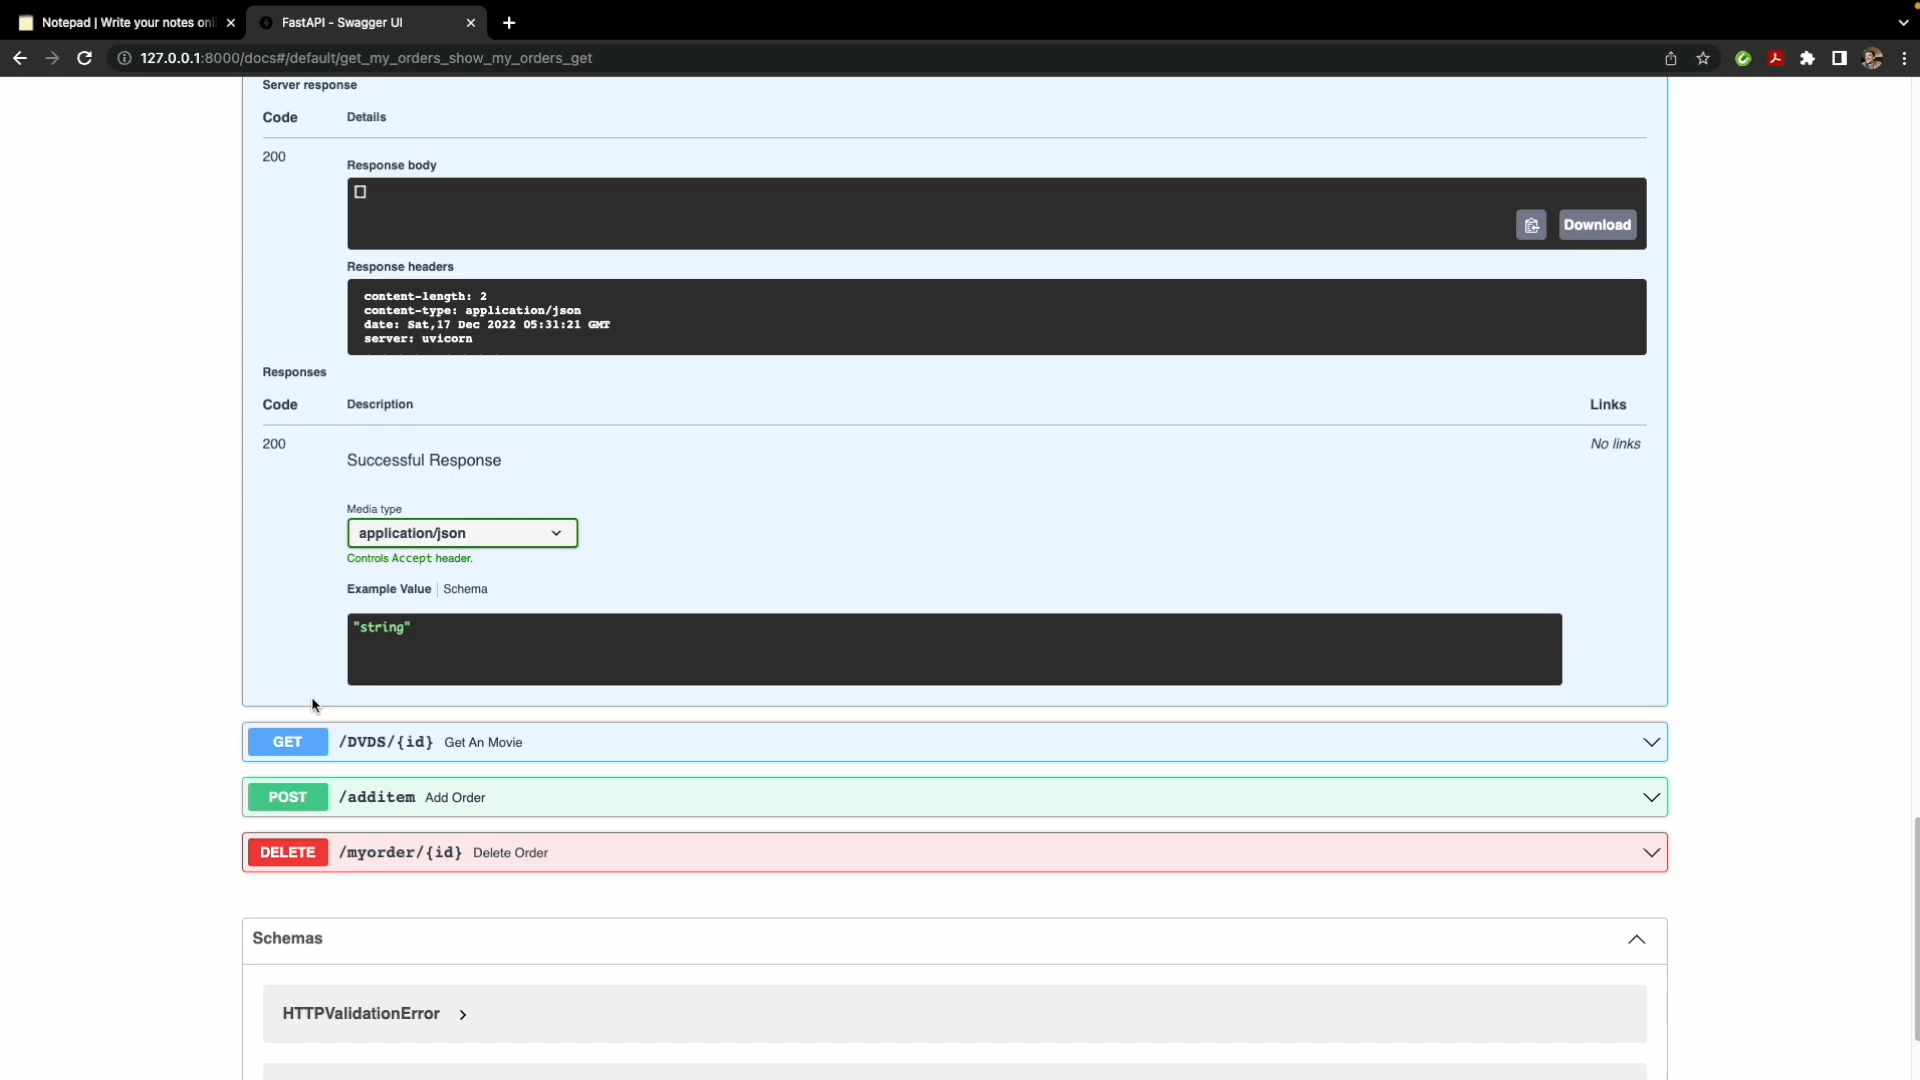 Notepad | Write your notes onl
FastAPI - Swagger UI
127.0.0.1:8000/docs#/default/get_my_orders_show_my_orders_get
Server response
Code Details
200
Response body
[]
Download
Response headers
content-length: 2
content-type: application/json
date: Sat,17 Dec 2022 05:31:21 GMT
server: uvicorn
Responses
Code Description Links
200 No links
Successful Response
Media type
application/json
Controls Accept header.
Example Value Schema
"string"
GET /DVDS/{id} Get An Movie
POST /additem Add Order
DELETE /myorder/{id} Delete Order
Schemas
HTTPValidationError